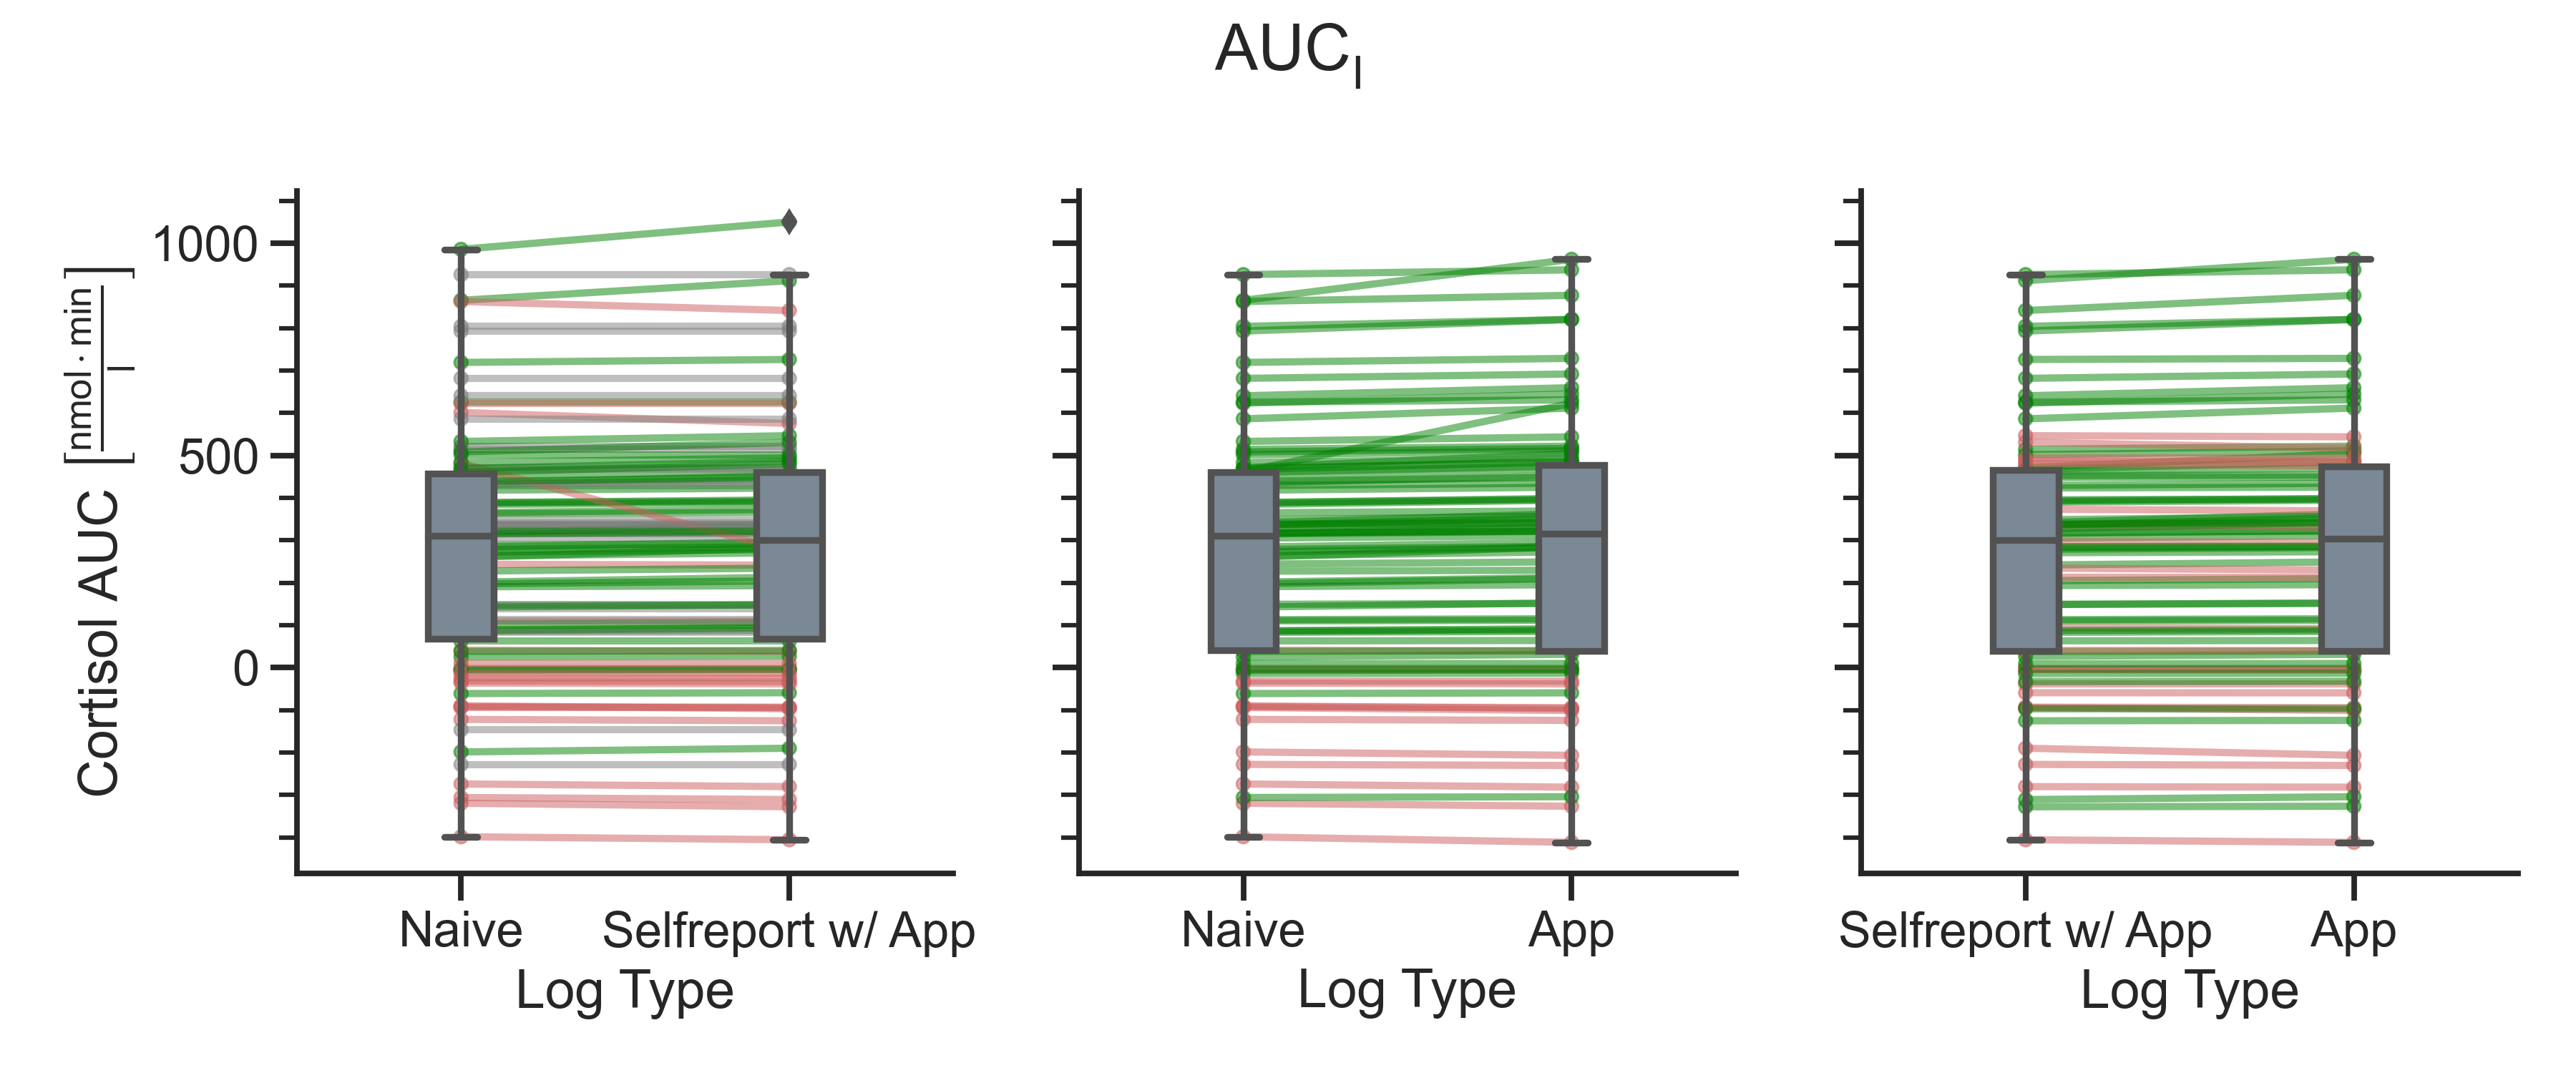 AUC_I
Cortisol AUC [nmol · min / l]
1000
500
0
Naive Selfreport w/ App
Log Type
Naive App
Log Type
Selfreport w/ App App
Log Type